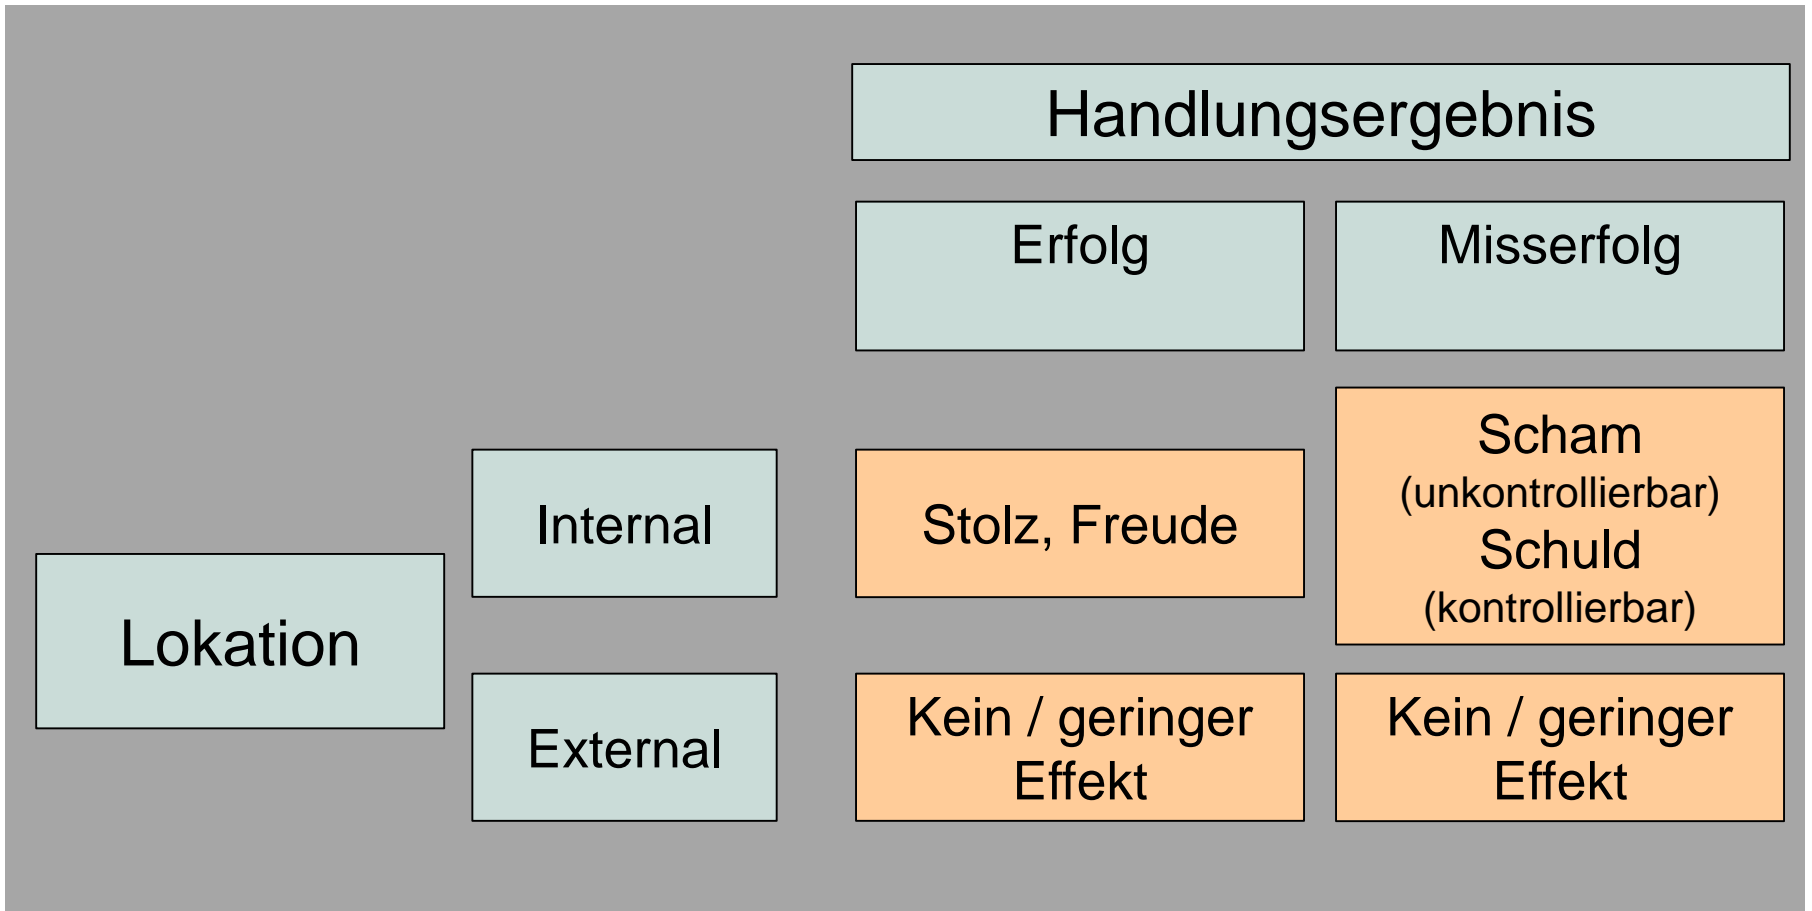 Handlungsergebnis
Erfolg
Misserfolg
Internal
Stolz, Freude
Scham
(unkontrollierbar)
Schuld
(kontrollierbar)
Lokation
External
Kein / geringer
Effekt
Kein / geringer
Effekt